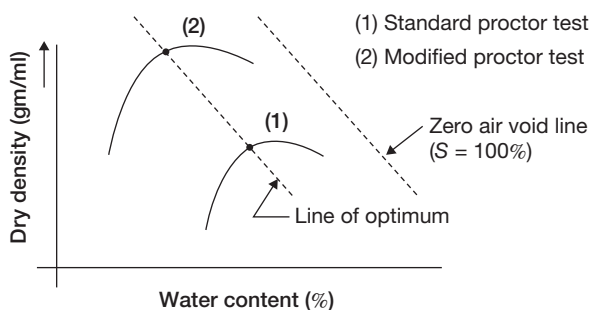 (2)
(1) Standard proctor test
(2) Modified proctor test
Dry density (gm/ml)
(1)
Zero air void line
(S = 100%)
Line of optimum
Water content (%)